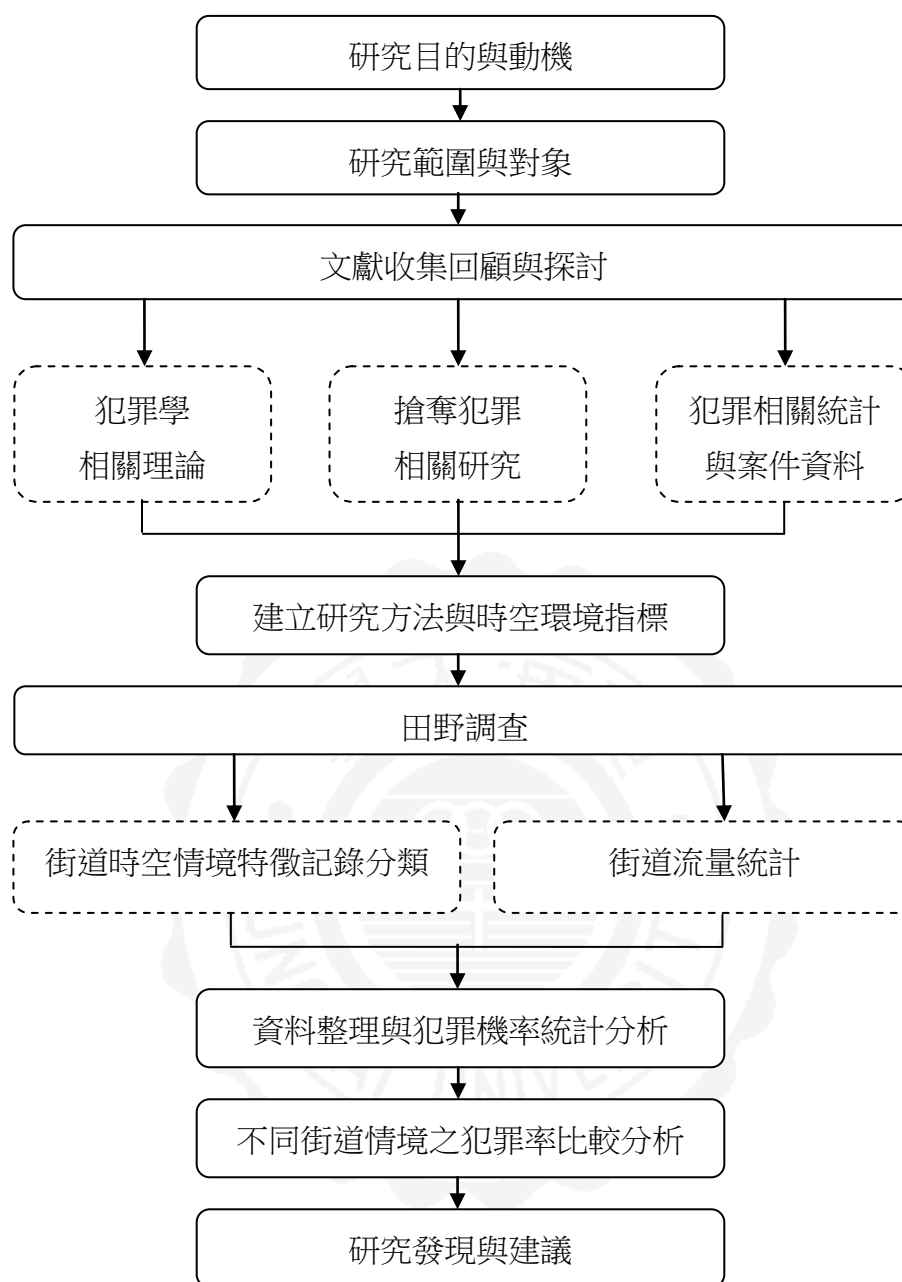 研究目的與動機
研究範圍與對象
文獻收集回顧與探討
犯罪學
相關理論
搶奪犯罪
相關研究
犯罪相關統計
與案件資料
建立研究方法與時空環境指標
田野調查
街道時空情境特徵記錄分類
街道流量統計
資料整理與犯罪機率統計分析
不同街道情境之犯罪率比較分析
研究發現與建議